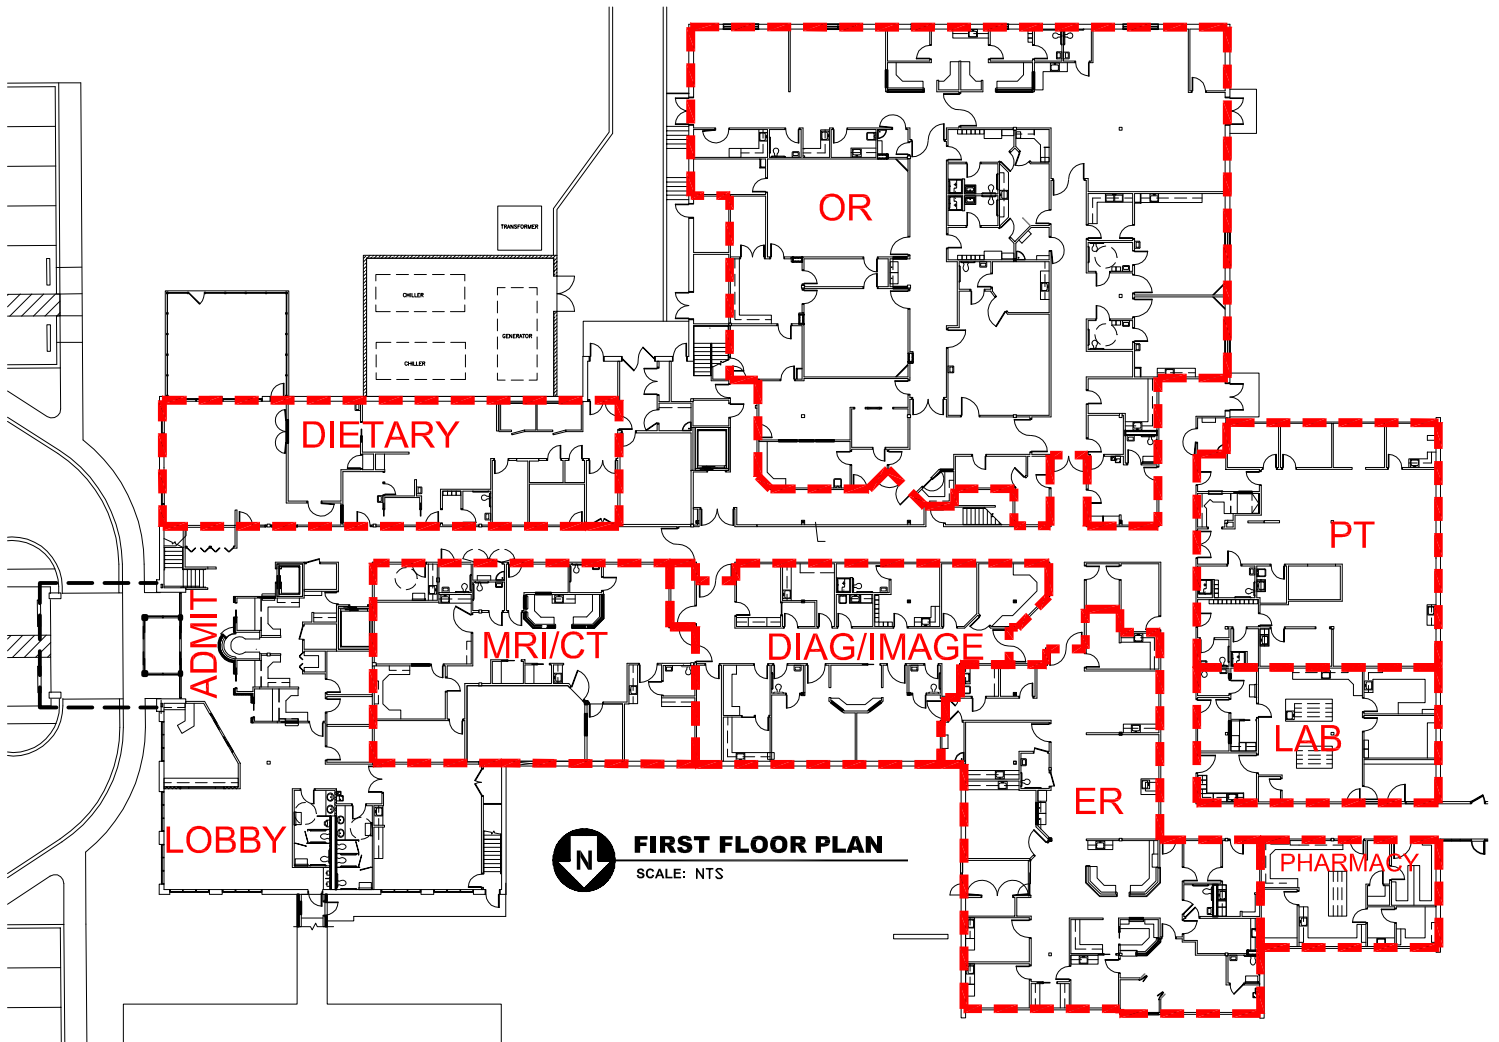 OR
TRANSFORMER
CHILLER
GENERATOR
CHILLER
DIETARY
PT
ADMIT
MRI/CT
DIAG/IMAGE
LAB
ER
LOBBY
N
FIRST FLOOR PLAN
SCALE: NTS
PHARMACY